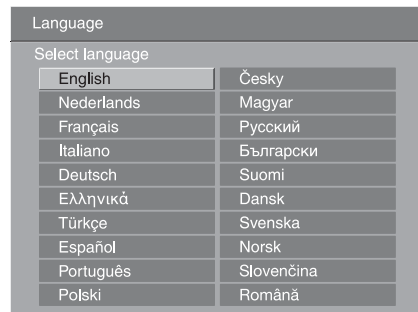 Language
Select language
English
Nederlands
Français
Italiano
Deutsch
Ελληνικά
Türkçe
Español
Português
Polski
Česky
Magyar
Русский
Български
Suomi
Dansk
Svenska
Norsk
Slovenčina
Română